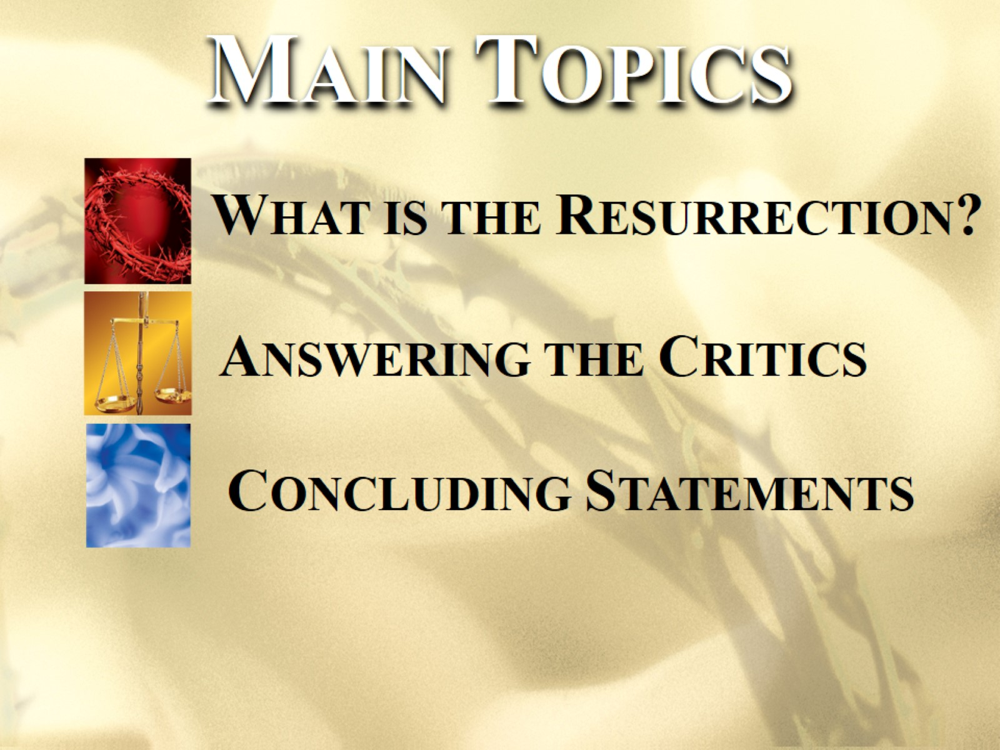 MAIN TOPICS
WHAT IS THE RESURRECTION?
ANSWERING THE CRITICS
CONCLUDING STATEMENTS